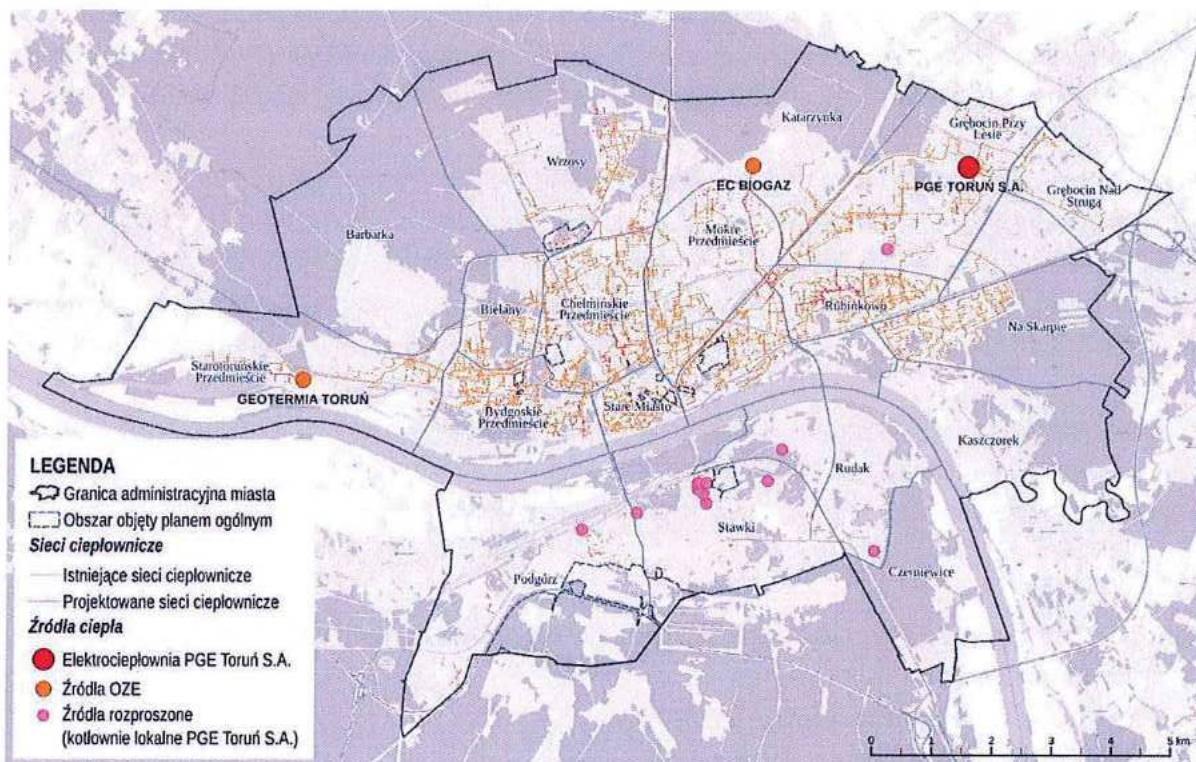 Katarzynka
Grębocin Przy
Lesie
Wrzosy
EC BIOGAZ
PGE TORUŃ S.A.
Grębocin Nad
Strugą
Barbarka
Mokre
Przedmieście
Bielany
Chełmińskie
Przedmieście
Rubinkowo
Na Skarpie
Starotoruńskie
Przedmieście
GEOTERMIA TORUŃ
Bydgoskie
Przedmieście
Stare Miasto
Kaszczorek
Rudak
Stawki
Czerniewice
Podgórz
LEGENDA
Granica administracyjna miasta
Obszar objęty planem ogólnym
Sieci ciepłownicze
Istniejące sieci ciepłownicze
Projektowane sieci ciepłownicze
Źródła ciepła
Elektrociepłownia PGE Toruń S.A.
Źródła OZE
Źródła rozproszone
(kotłownie lokalne PGE Toruń S.A.)
0 1 2 3 4 5 km